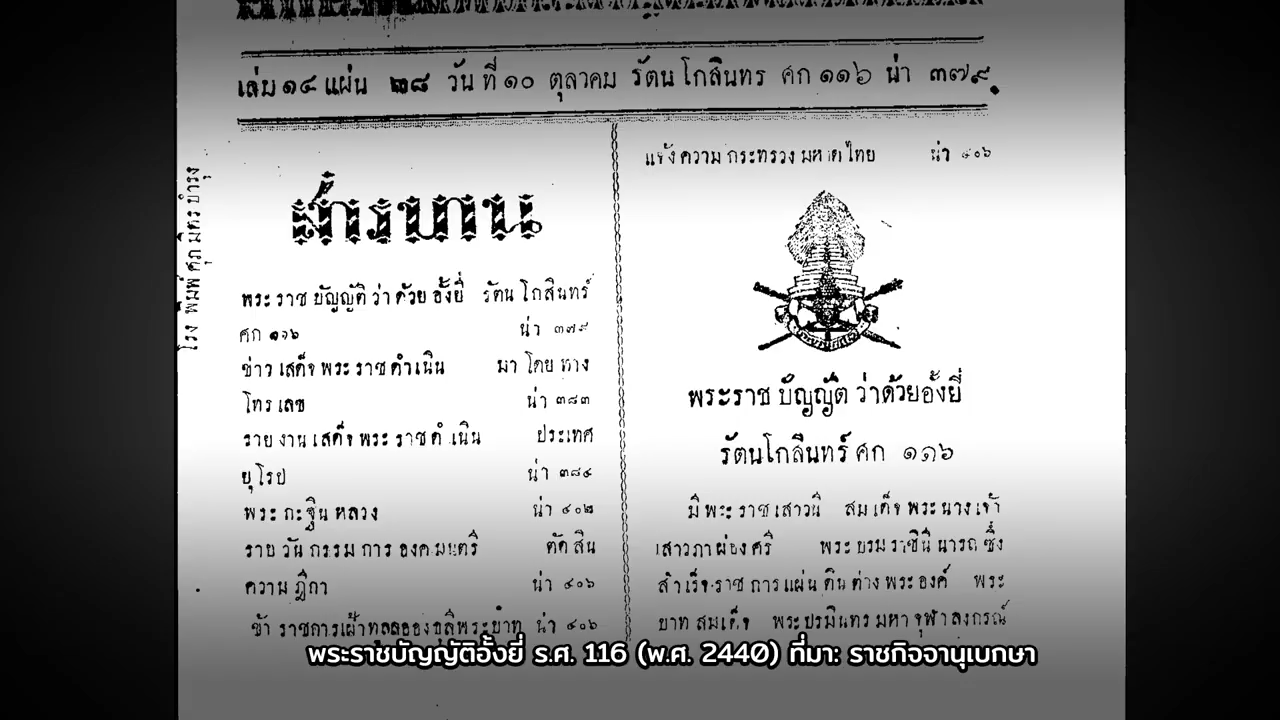 เล่ม ๑๔ แผ่น ๒๘ วัน ที่ ๑๐ ตุลาคม รัตน โกสินทร ศก ๑๑๖ น่า ๓๗๙
โรง พิมพ์ ศุภ มิตร บำรุง
สารบาน
พระ ราช บัญญัติ ว่า ด้วย อั้งยี่ รัตน โกสินทร์
ศก ๑๑๖ น่า ๓๗๙
ข่าว เสด็จ พระ ราช ดำเนิน มา โดย ทาง
โทร เลข น่า ๓๘๓
ราย งาน เสด็จ พระ ราช ดำเนิน ประเทศ
ยุโรป น่า ๓๘๔
พระ กะฐิน หลวง น่า ๔๐๒
ราย วัน กรรม การ องคมนตรี ตัด สิน
ความ ฎีกา น่า ๔๐๖
ข้า ราชการเฝ้าทูลลอองธุลีพระบาท น่า ๔๐๖
แจ้ง ความ กระทรวง มหาดไทย น่า ๔๐๖
พระราช บัญญัติ ว่าด้วยอั้งยี่
รัตนโกสินทร์ ศก ๑๑๖
มี พระ ราช เสาวนี สม เด็จ พระ นาง เจ้า
เสาวภา ผ่อง ศรี พระ บรม ราชินี นารถ ซึ่ง
สำเร็จ ราช การ แผ่น ดิน ต่าง พระ องค์ พระ
บาท สมเด็จ พระปรมินทร มหา จุฬาลงกรณ์
พระราชบัญญัติอั้งยี่ ร.ศ. 116 (พ.ศ. 2440) ที่มา: ราชกิจจานุเบกษา